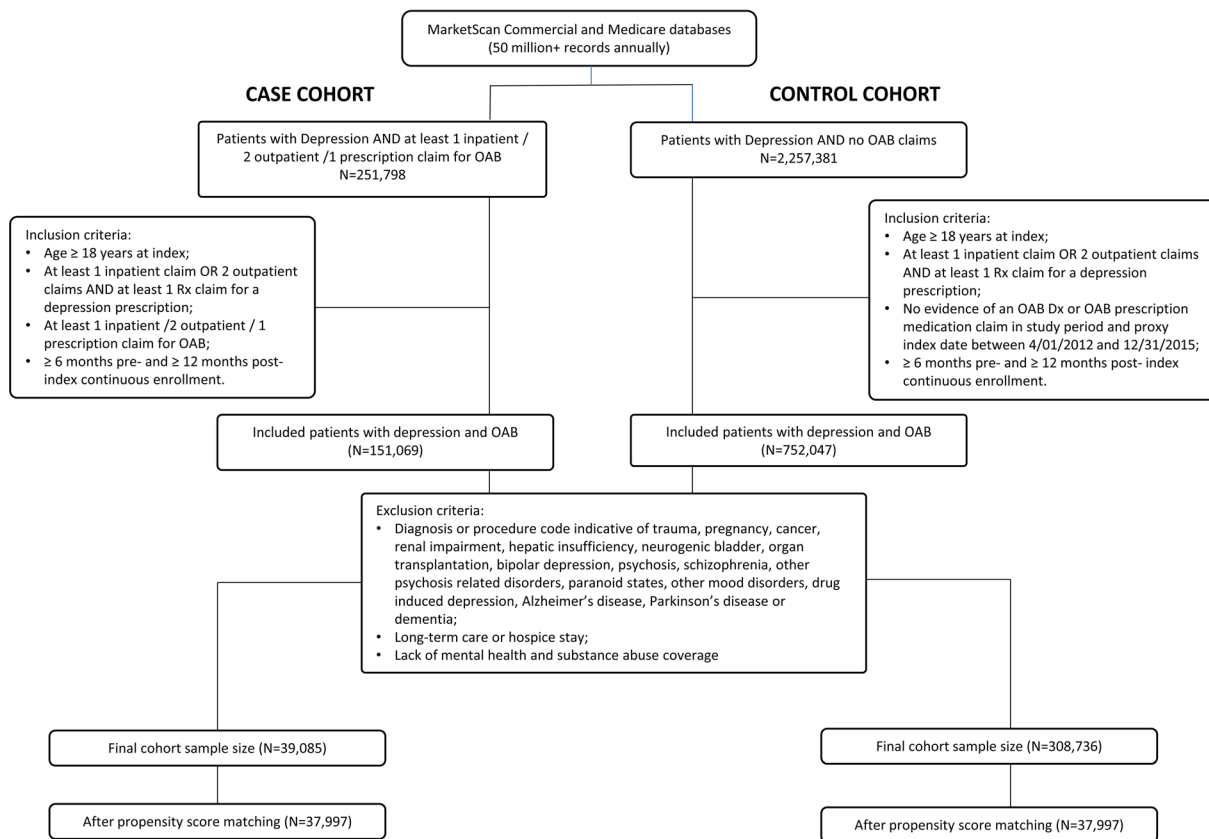 MarketScan Commercial and Medicare databases
(50 million+ records annually)
CASE COHORT
CONTROL COHORT
Patients with Depression AND at least 1 inpatient /
2 outpatient /1 prescription claim for OAB
N=251,798
Patients with Depression AND no OAB claims
N=2,257,381
Inclusion criteria:
• Age ≥ 18 years at index;
• At least 1 inpatient claim OR 2 outpatient
claims AND at least 1 Rx claim for a
depression prescription;
• At least 1 inpatient /2 outpatient / 1
prescription claim for OAB;
• ≥ 6 months pre- and ≥ 12 months post-
index continuous enrollment.
Inclusion criteria:
• Age ≥ 18 years at index;
• At least 1 inpatient claim OR 2 outpatient claims
AND at least 1 Rx claim for a depression
prescription;
• No evidence of an OAB Dx or OAB prescription
medication claim in study period and proxy
index date between 4/01/2012 and 12/31/2015;
• ≥ 6 months pre- and ≥ 12 months post- index
continuous enrollment.
Included patients with depression and OAB
(N=151,069)
Included patients with depression and OAB
(N=752,047)
Exclusion criteria:
• Diagnosis or procedure code indicative of trauma, pregnancy, cancer,
renal impairment, hepatic insufficiency, neurogenic bladder, organ
transplantation, bipolar depression, psychosis, schizophrenia, other
psychosis related disorders, paranoid states, other mood disorders, drug
induced depression, Alzheimer's disease, Parkinson's disease or
dementia;
• Long-term care or hospice stay;
• Lack of mental health and substance abuse coverage
Final cohort sample size (N=39,085)
Final cohort sample size (N=308,736)
After propensity score matching (N=37,997)
After propensity score matching (N=37,997)